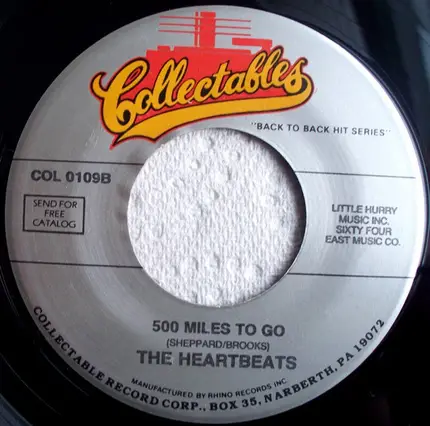 Collectables
"BACK TO BACK HIT SERIES"
COL 0109B
SEND FOR
FREE
CATALOG
LITTLE HURRY
MUSIC INC.
SIXTY FOUR
EAST MUSIC CO.
500 MILES TO GO
(SHEPPARD/BROOKS)
THE HEARTBEATS
MANUFACTURED BY RHINO RECORDS INC.
COLLECTABLE RECORD CORP., BOX 35, NARBERTH, PA 19072